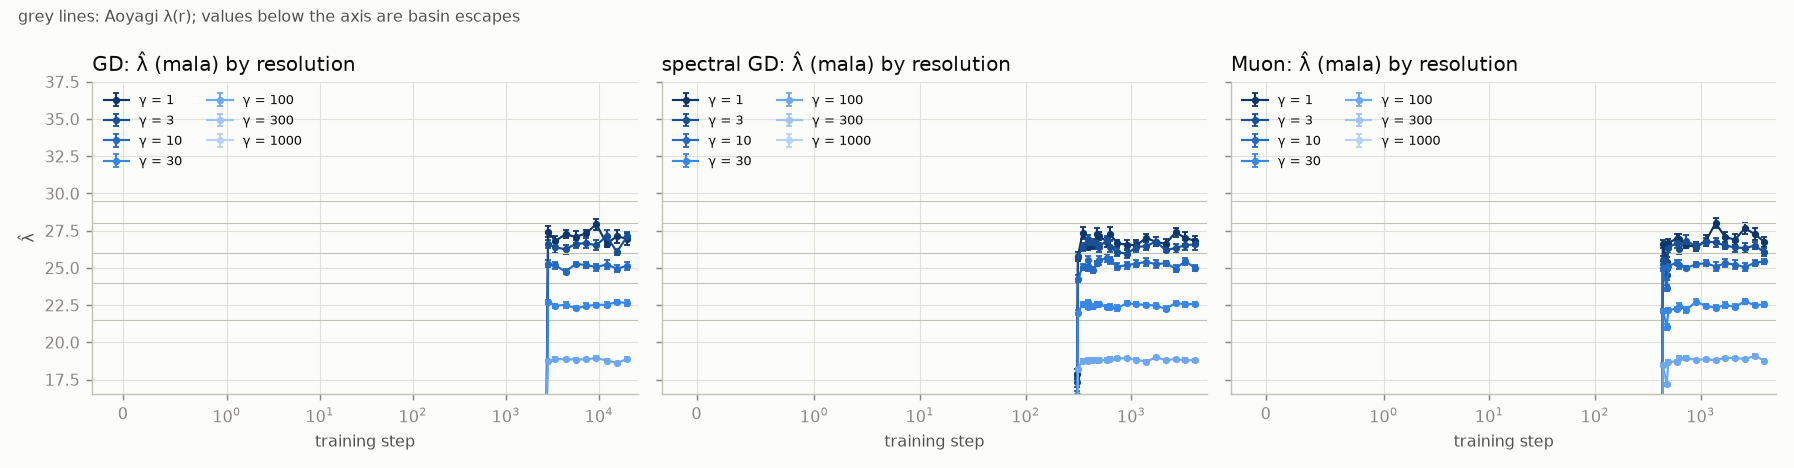 grey lines: Aoyagi λ(r); values below the axis are basin escapes
GD: λ̂ (mala) by resolution
37.5
35.0
32.5
30.0
27.5
25.0
22.5
20.0
17.5
λ̂
γ = 1
γ = 3
γ = 10
γ = 30
γ = 100
γ = 300
γ = 1000
0
10⁰
10¹
10²
10³
10⁴
training step
spectral GD: λ̂ (mala) by resolution
γ = 1
γ = 3
γ = 10
γ = 30
γ = 100
γ = 300
γ = 1000
0
10⁰
10¹
10²
10³
training step
Muon: λ̂ (mala) by resolution
γ = 1
γ = 3
γ = 10
γ = 30
γ = 100
γ = 300
γ = 1000
0
10⁰
10¹
10²
10³
training step